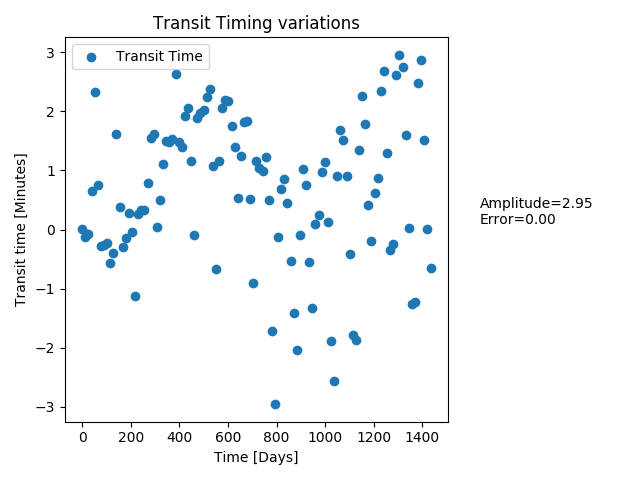 Transit Timing variations
Transit Time
3
2
1
0
−1
−2
−3
Transit time [Minutes]
0 200 400 600 800 1000 1200 1400
Time [Days]
Amplitude=2.95
Error=0.00